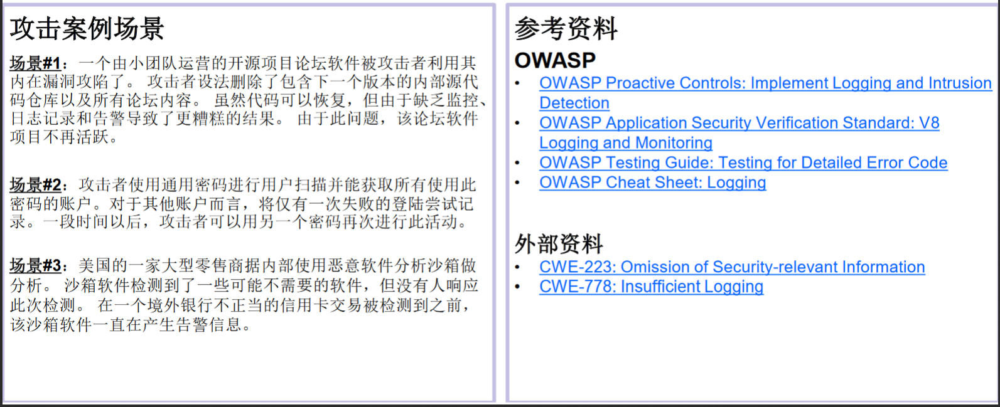 攻击案例场景
场景#1：一个由小团队运营的开源项目论坛软件被攻击者利用其
内在漏洞攻陷了。 攻击者设法删除了包含下一个版本的内部源代
码仓库以及所有论坛内容。 虽然代码可以恢复，但由于缺乏监控、
日志记录和告警导致了更糟糕的结果。 由于此问题，该论坛软件
项目不再活跃。
场景#2：攻击者使用通用密码进行用户扫描并能获取所有使用此
密码的账户。对于其他账户而言，将仅有一次失败的登陆尝试记
录。一段时间以后，攻击者可以用另一个密码再次进行此活动。
场景#3：美国的一家大型零售商据内部使用恶意软件分析沙箱做
分析。 沙箱软件检测到了一些可能不需要的软件，但没有人响应
此次检测。 在一个境外银行不正当的信用卡交易被检测到之前，
该沙箱软件一直在产生告警信息。
参考资料
OWASP
• OWASP Proactive Controls: Implement Logging and Intrusion
Detection
• OWASP Application Security Verification Standard: V8
Logging and Monitoring
• OWASP Testing Guide: Testing for Detailed Error Code
• OWASP Cheat Sheet: Logging
外部资料
• CWE-223: Omission of Security-relevant Information
• CWE-778: Insufficient Logging